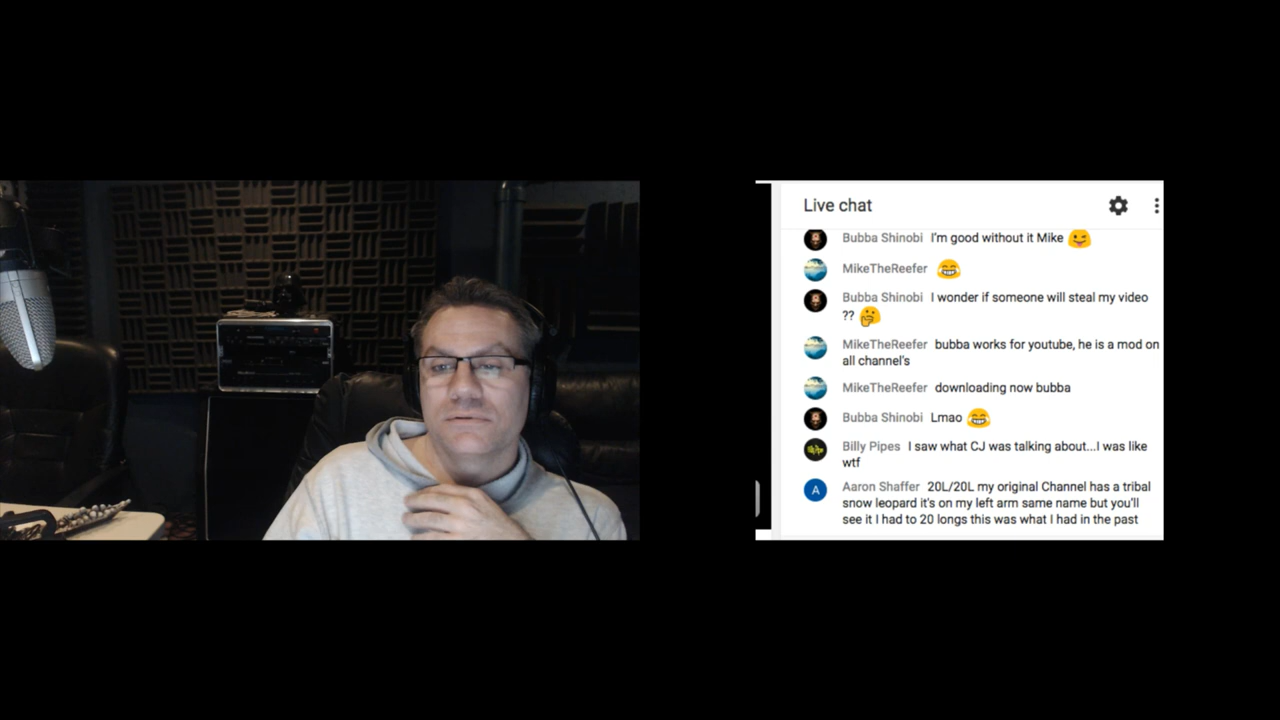 Live chat
Bubba Shinobi I'm good without it Mike
MikeTheReefer
Bubba Shinobi I wonder if someone will steal my video
??
MikeTheReefer bubba works for youtube, he is a mod on
all channel's
MikeTheReefer downloading now bubba
Bubba Shinobi Lmao
Billy Pipes I saw what CJ was talking about...I was like
wtf
A Aaron Shaffer 20L/20L my original Channel has a tribal
snow leopard it's on my left arm same name but you'll
see it I had to 20 longs this was what I had in the past